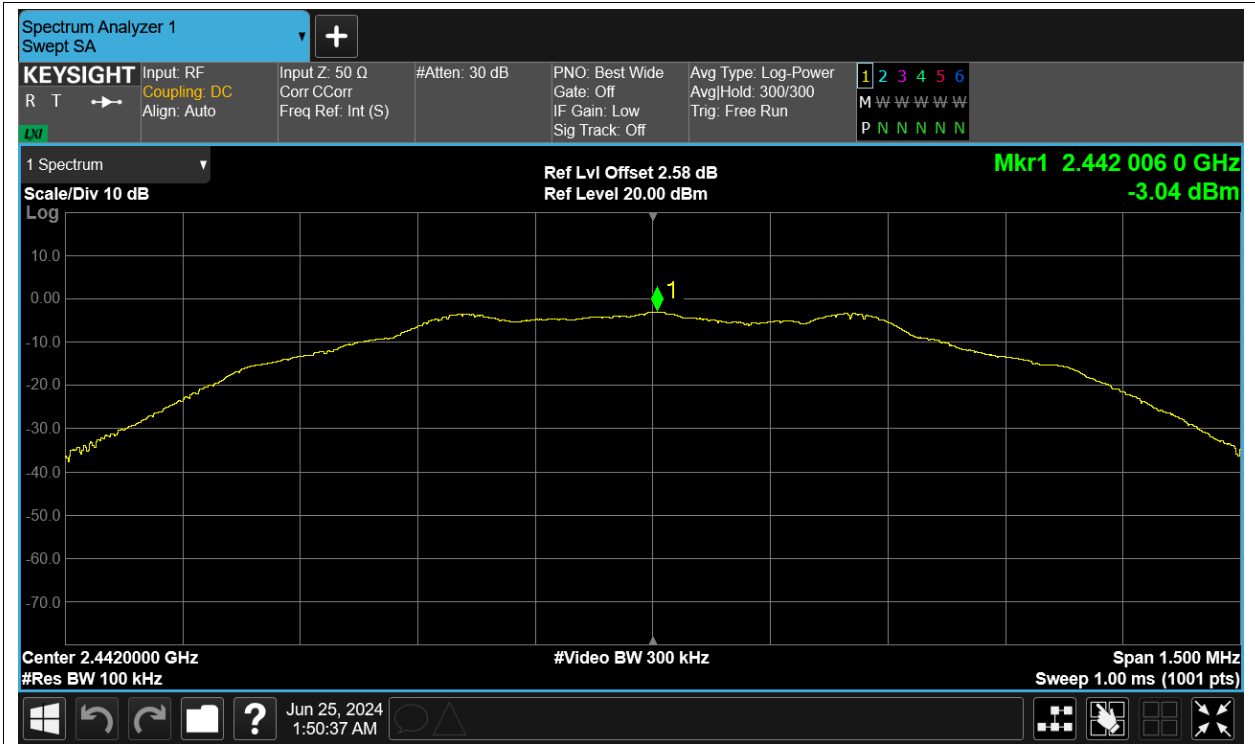 Spectrum Analyzer 1
Swept SA
KEYSIGHT
R T
LXI
Input: RF
Coupling: DC
Align: Auto
Input Z: 50 Ω
Corr CCorr
Freq Ref: Int (S)
#Atten: 30 dB
PNO: Best Wide
Gate: Off
IF Gain: Low
Sig Track: Off
Avg Type: Log-Power
Avg|Hold: 300/300
Trig: Free Run
1 2 3 4 5 6
M W W W W W
P N N N N N
1 Spectrum
Scale/Div 10 dB
Log
Ref Lvl Offset 2.58 dB
Ref Level 20.00 dBm
Mkr1 2.442 006 0 GHz
-3.04 dBm
10.0
0.00
-10.0
-20.0
-30.0
-40.0
-50.0
-60.0
-70.0
1
Center 2.4420000 GHz
#Res BW 100 kHz
#Video BW 300 kHz
Span 1.500 MHz
Sweep 1.00 ms (1001 pts)
?
Jun 25, 2024
1:50:37 AM